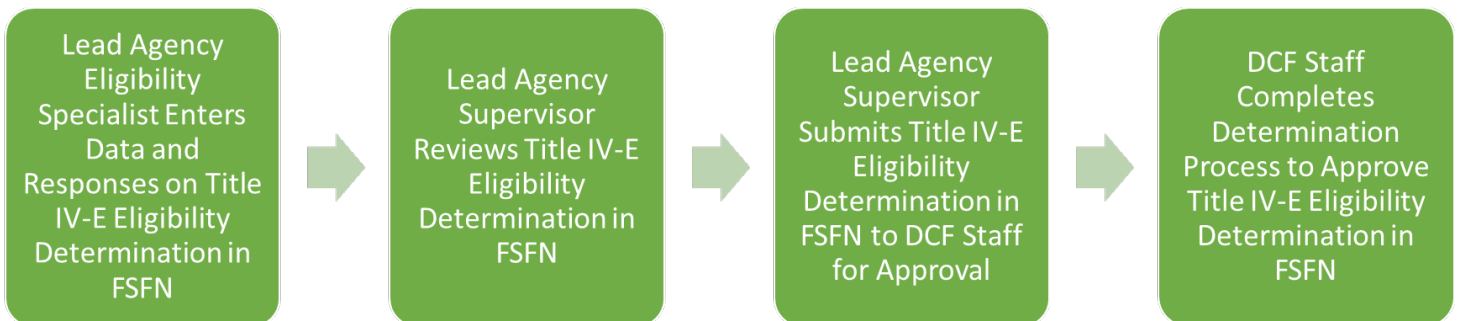 Lead Agency
Eligibility
Specialist Enters
Data and
Responses on Title
IV-E Eligibility
Determination in
FSFN
Lead Agency
Supervisor
Reviews Title IV-E
Eligibility
Determination in
FSFN
Lead Agency
Supervisor
Submits Title IV-E
Eligibility
Determination in
FSFN to DCF Staff
for Approval
DCF Staff
Completes
Determination
Process to Approve
Title IV-E Eligibility
Determination in
FSFN